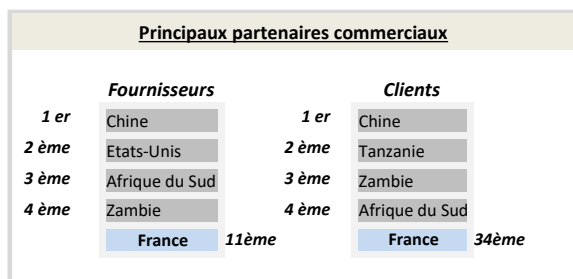 Principaux partenaires commerciaux
Fournisseurs Clients
1 er Chine 1 er Chine
2 ème Etats-Unis 2 ème Tanzanie
3 ème Afrique du Sud 3 ème Zambie
4 ème Zambie 4 ème Afrique du Sud
France 11ème France 34ème